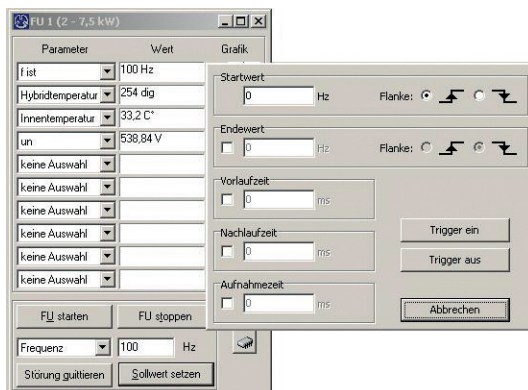 FU 1 (2 - 7,5 kW)
Parameter Wert Grafik
f ist 100 Hz
Hybridtemperatur 254 dig
Innentemperatur 33,2 C°
un 538,84 V
keine Auswahl
keine Auswahl
keine Auswahl
keine Auswahl
keine Auswahl
keine Auswahl
FU starten FU stoppen
Frequenz 100 Hz
Störung quittieren Sollwert setzen
Startwert
0 Hz Flanke:
Endewert
0 Hz Flanke:
Vorlaufzeit
0 ms
Nachlaufzeit
0 ms
Aufnahmezeit
0 ms
Trigger ein
Trigger aus
Abbrechen